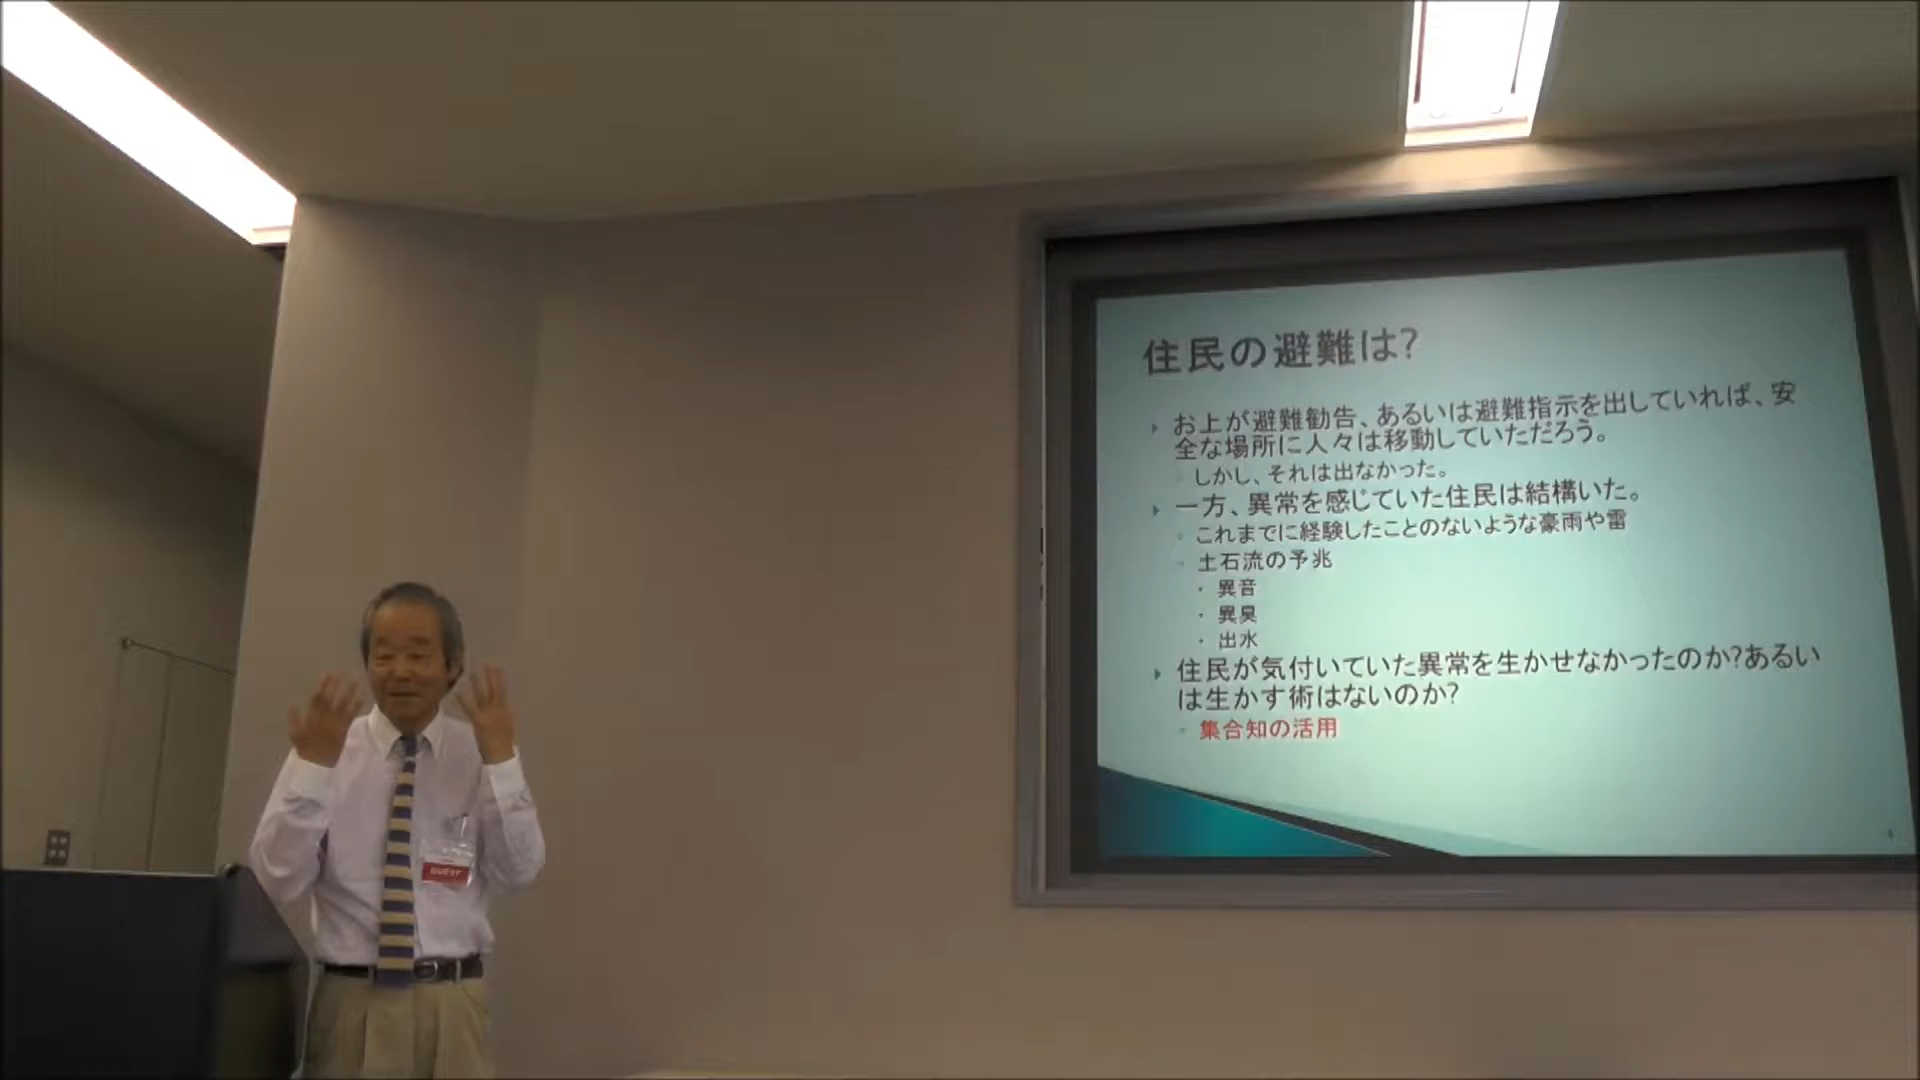 住民の避難は?
お上が避難勧告、あるいは避難指示を出していれば、安
全な場所に人々は移動していただろう。
しかし、それは出なかった。
一方、異常を感じていた住民は結構いた。
これまでに経験したことのないような豪雨や雷
土石流の予兆
異音
異臭
出水
住民が気付いていた異常を生かせなかったのか?あるい
は生かす術はないのか?
集合知の活用
GUEST